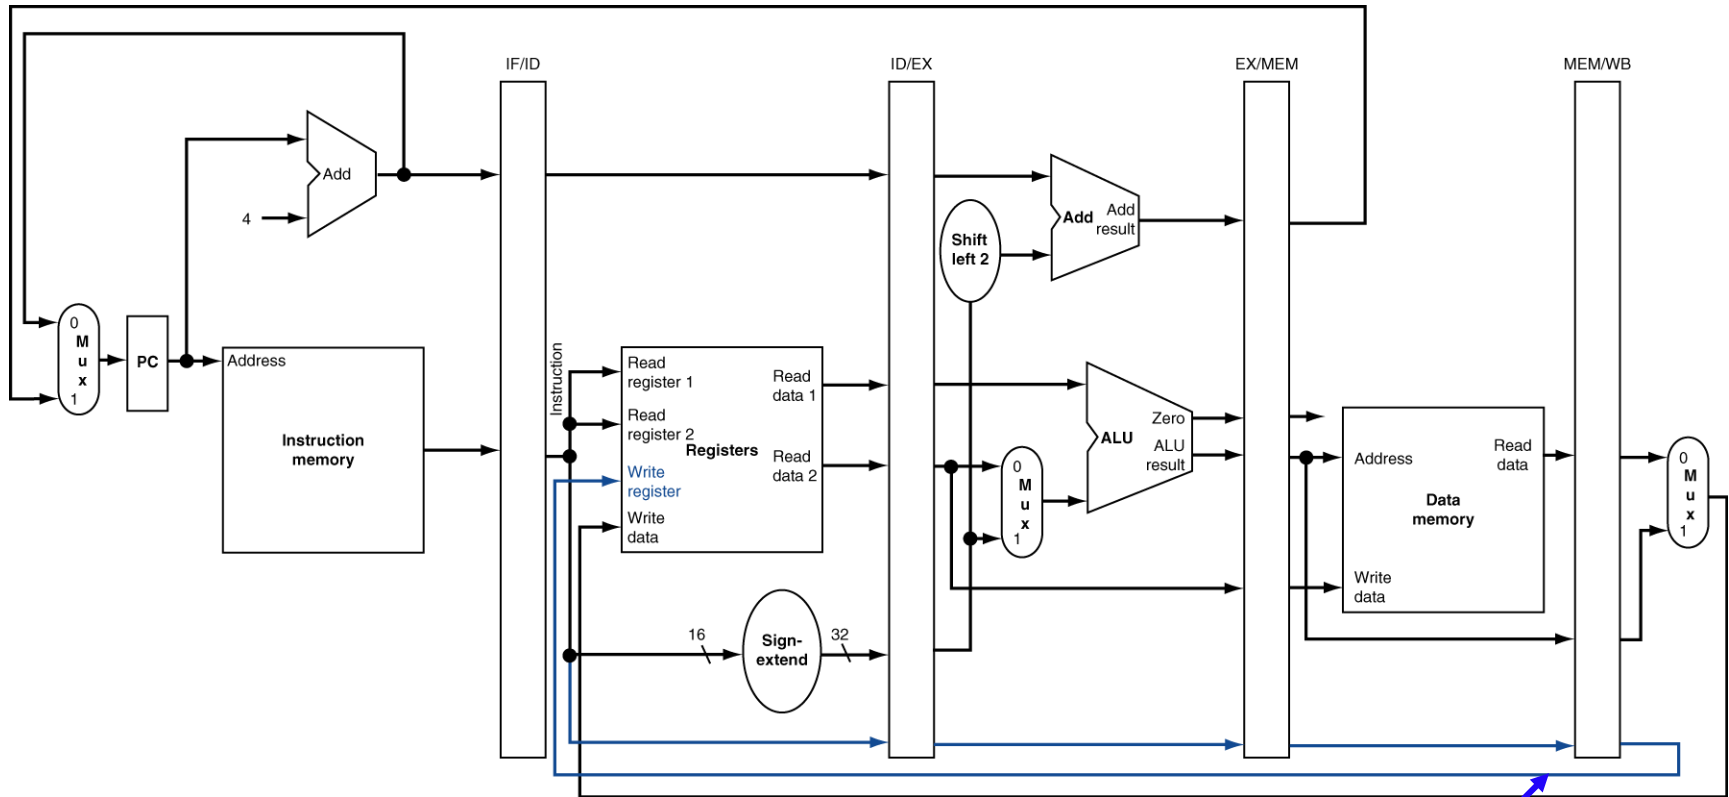 IF/ID
ID/EX
EX/MEM
MEM/WB
Add
4
Add
Add
result
Shift
left 2
0
M
u
x
1
PC
Address
Instruction
memory
Instruction
Read
register 1
Read
register 2
Write
register
Write
data
Registers
Read
data 1
Read
data 2
16
Sign-
extend
32
0
M
u
x
1
Zero
ALU
ALU
result
Address
Read
data
Data
memory
Write
data
0
M
u
x
1